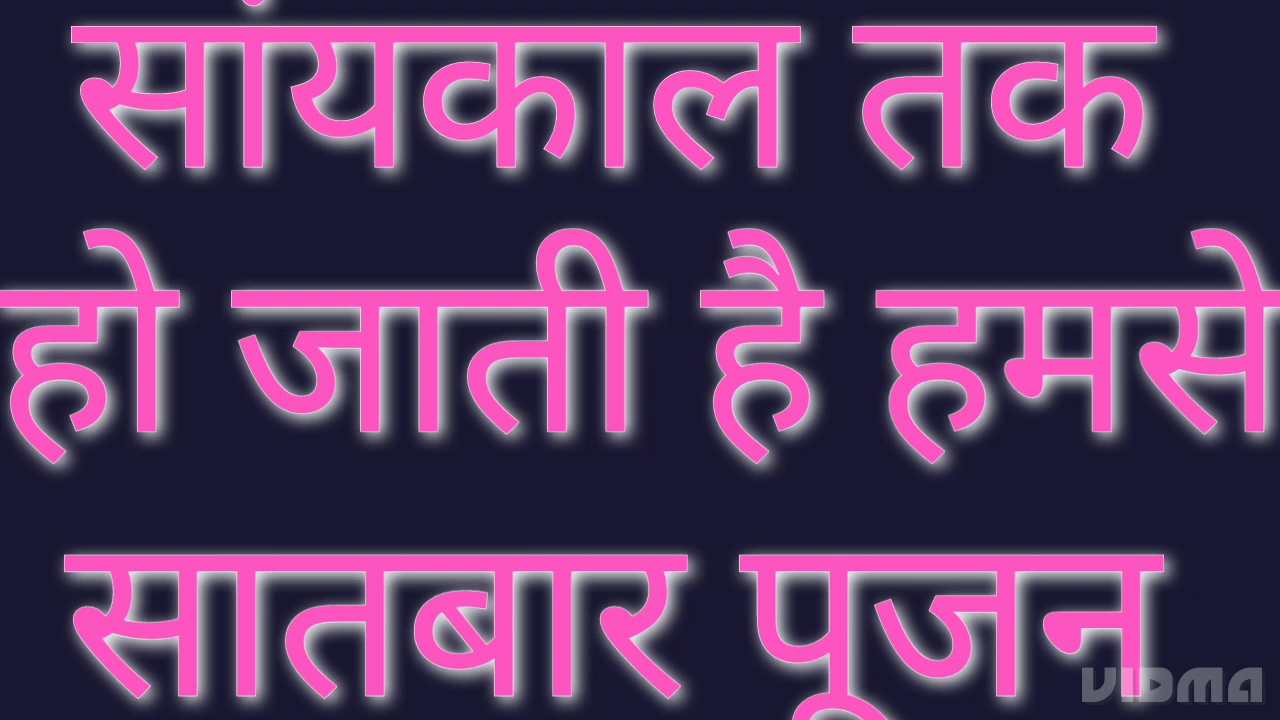 सांयकाल तक
हो जाती है हमसे
सातबार पूजन
VIDMA